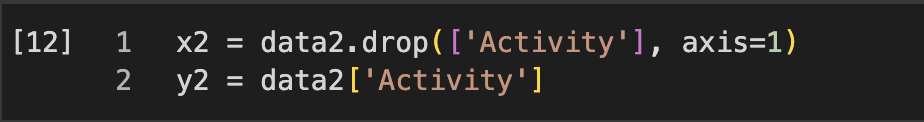 [12] 1 x2 = data2.drop(['Activity'], axis=1)
2 y2 = data2['Activity']